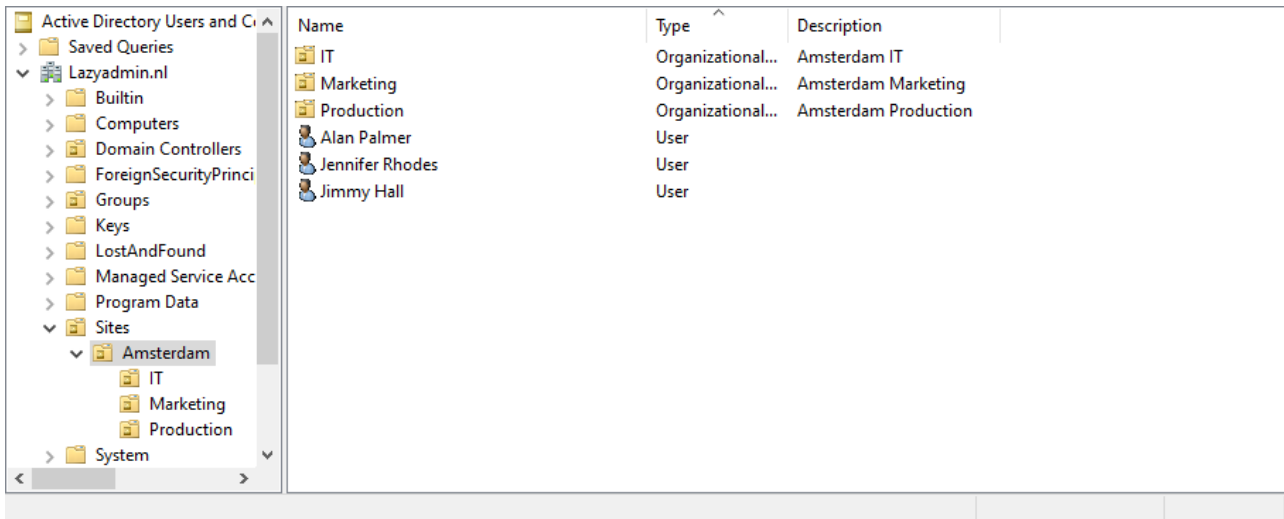 Active Directory Users and C
Saved Queries
Lazyadmin.nl
Builtin
Computers
Domain Controllers
ForeignSecurityPrinci
Groups
Keys
LostAndFound
Managed Service Acc
Program Data
Sites
Amsterdam
IT
Marketing
Production
System
Name Type Description
IT Organizational... Amsterdam IT
Marketing Organizational... Amsterdam Marketing
Production Organizational... Amsterdam Production
Alan Palmer User
Jennifer Rhodes User
Jimmy Hall User